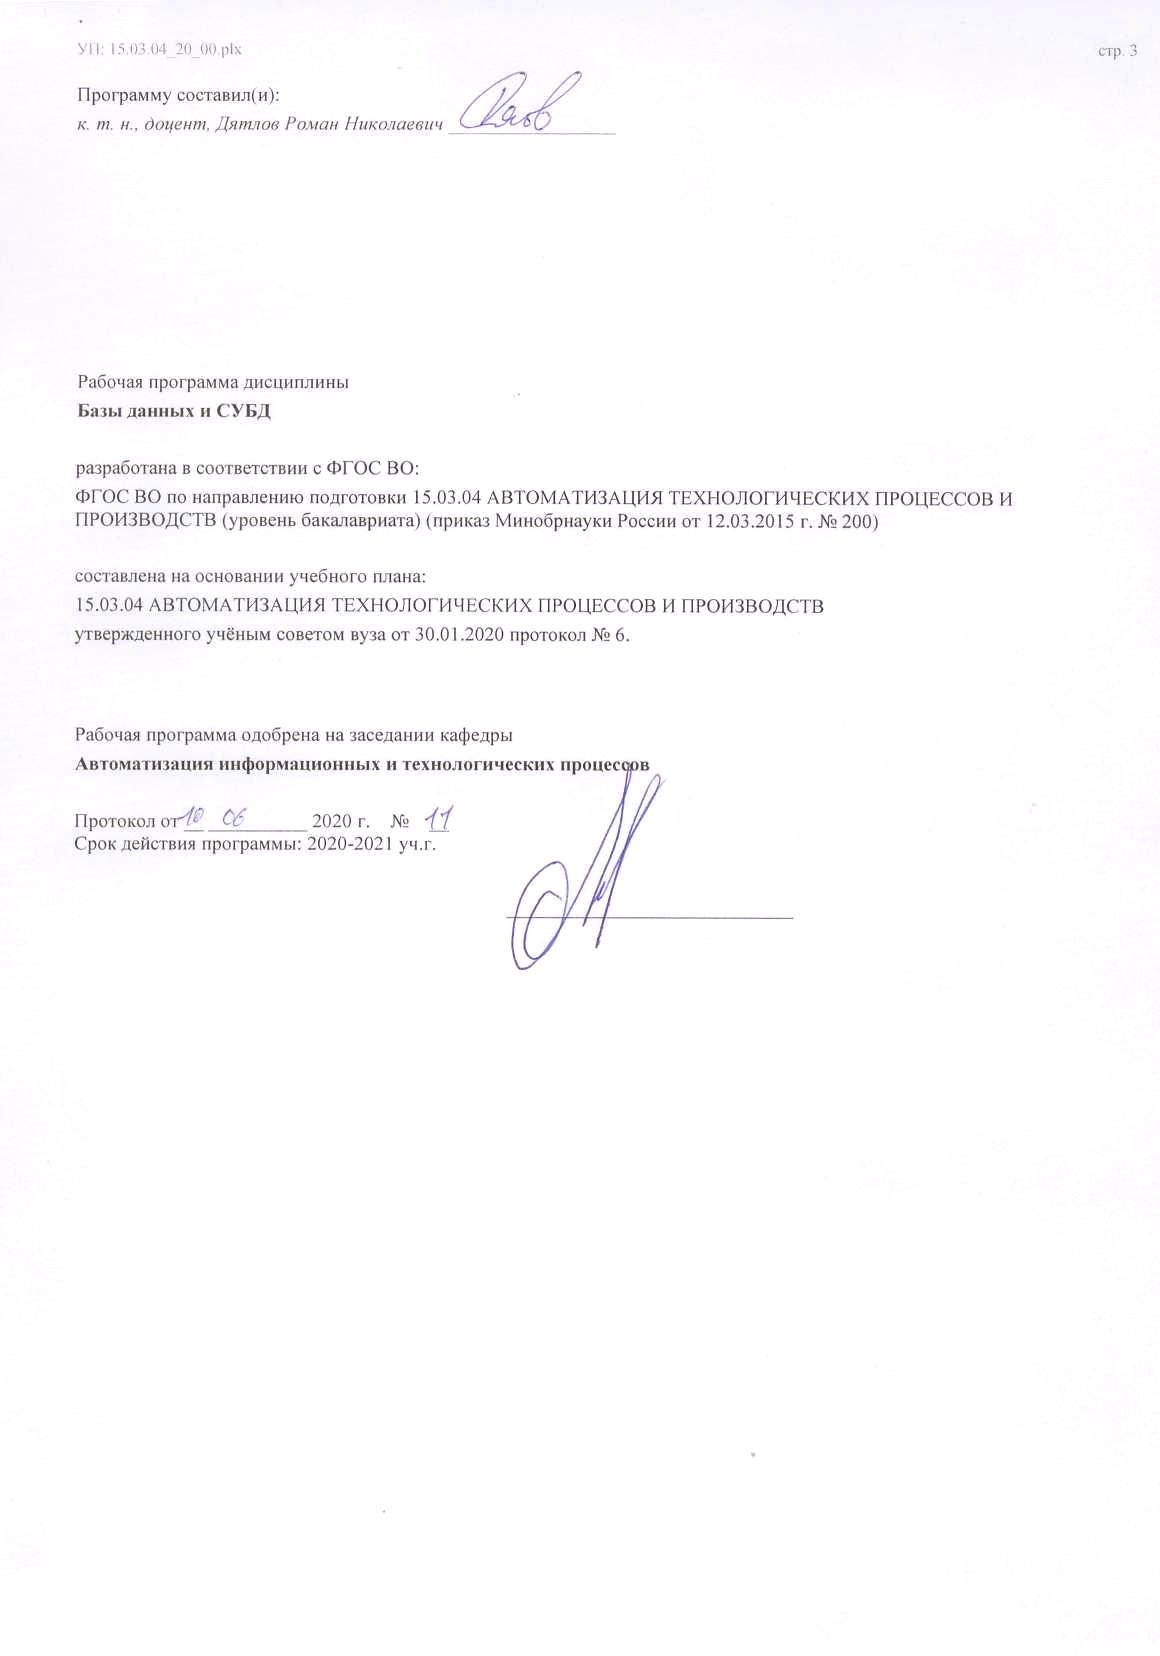 УП: 15.03.04_20_00.plx
стр. 3
Программу составил(и):
к. т. н., доцент, Дятлов Роман Николаевич
Рабочая программа дисциплины
Базы данных и СУБД
разработана в соответствии с ФГОС ВО:
ФГОС ВО по направлению подготовки 15.03.04 АВТОМАТИЗАЦИЯ ТЕХНОЛОГИЧЕСКИХ ПРОЦЕССОВ И
ПРОИЗВОДСТВ (уровень бакалавриата) (приказ Минобрнауки России от 12.03.2015 г. № 200)
составлена на основании учебного плана:
15.03.04 АВТОМАТИЗАЦИЯ ТЕХНОЛОГИЧЕСКИХ ПРОЦЕССОВ И ПРОИЗВОДСТВ
утвержденного учёным советом вуза от 30.01.2020 протокол № 6.
Рабочая программа одобрена на заседании кафедры
Автоматизация информационных и технологических процессов
Протокол от 10 06 2020 г. № 11
Срок действия программы: 2020-2021 уч.г.